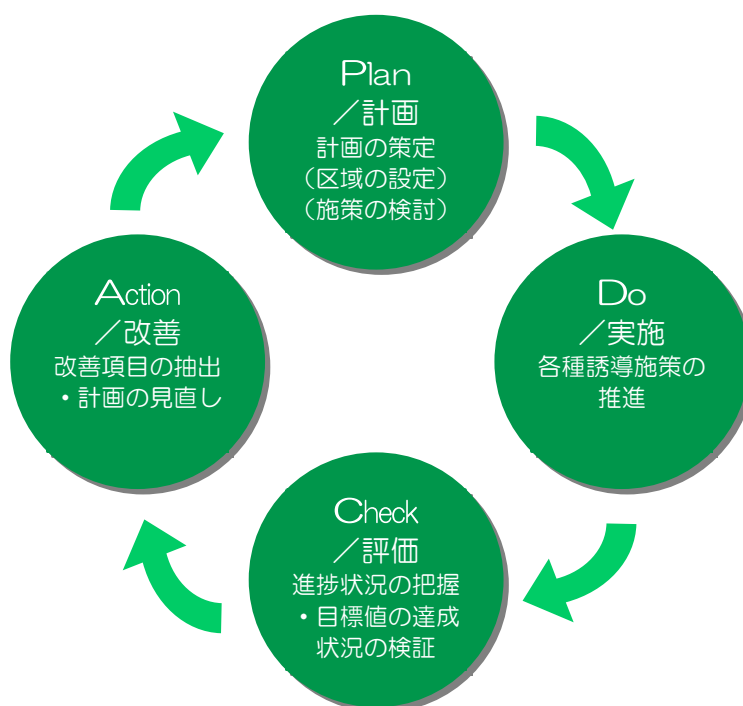 Plan
／計画
計画の策定
（区域の設定）
（施策の検討）
Do
／実施
各種誘導施策の
推進
Check
／評価
進捗状況の把握
・目標値の達成
状況の検証
Action
／改善
改善項目の抽出
・計画の見直し